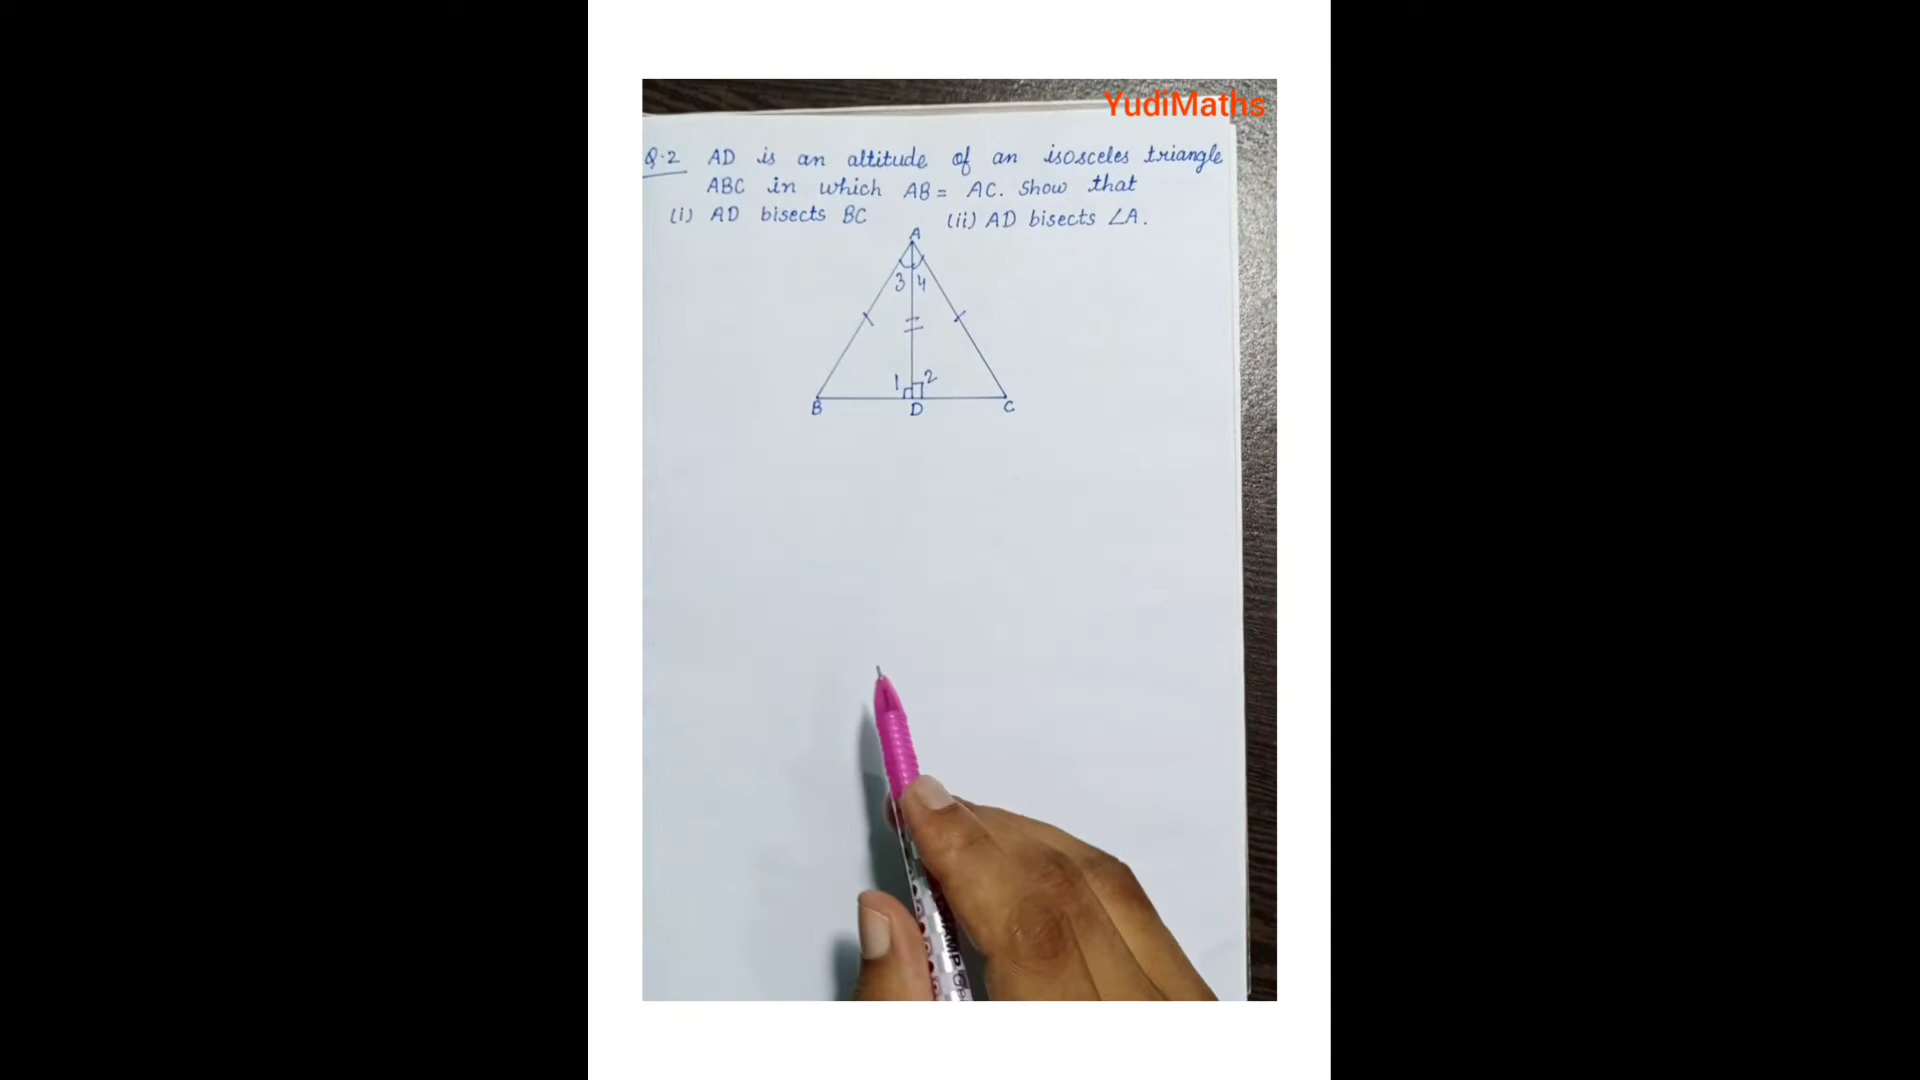 YudiMaths
Q.2 AD is an altitude of an isosceles triangle
ABC in which AB = AC. Show that
(i) AD bisects BC (ii) AD bisects ∠A.
A
3 4
1 2
B D C